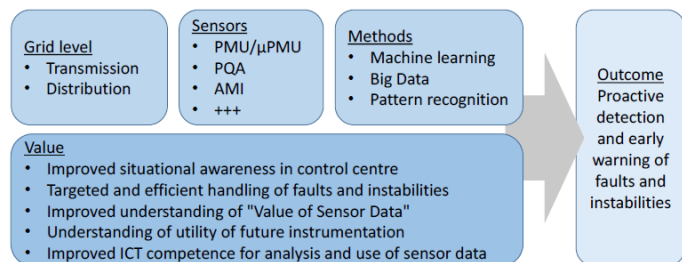 Grid level
• Transmission
• Distribution
Sensors
• PMU/µPMU
• PQA
• AMI
• +++
Methods
• Machine learning
• Big Data
• Pattern recognition
Value
• Improved situational awareness in control centre
• Targeted and efficient handling of faults and instabilities
• Improved understanding of "Value of Sensor Data"
• Understanding of utility of future instrumentation
• Improved ICT competence for analysis and use of sensor data
Outcome
Proactive
detection
and early
warning of
faults and
instabilities